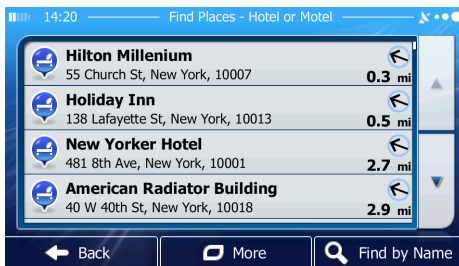 14:20 Find Places - Hotel or Motel
Hilton Millenium
55 Church St, New York, 10007 0.3 mi
Holiday Inn
138 Lafayette St, New York, 10013 0.5 mi
New Yorker Hotel
481 8th Ave, New York, 10001 2.7 mi
American Radiator Building
40 W 40th St, New York, 10018 2.9 mi
Back More Find by Name